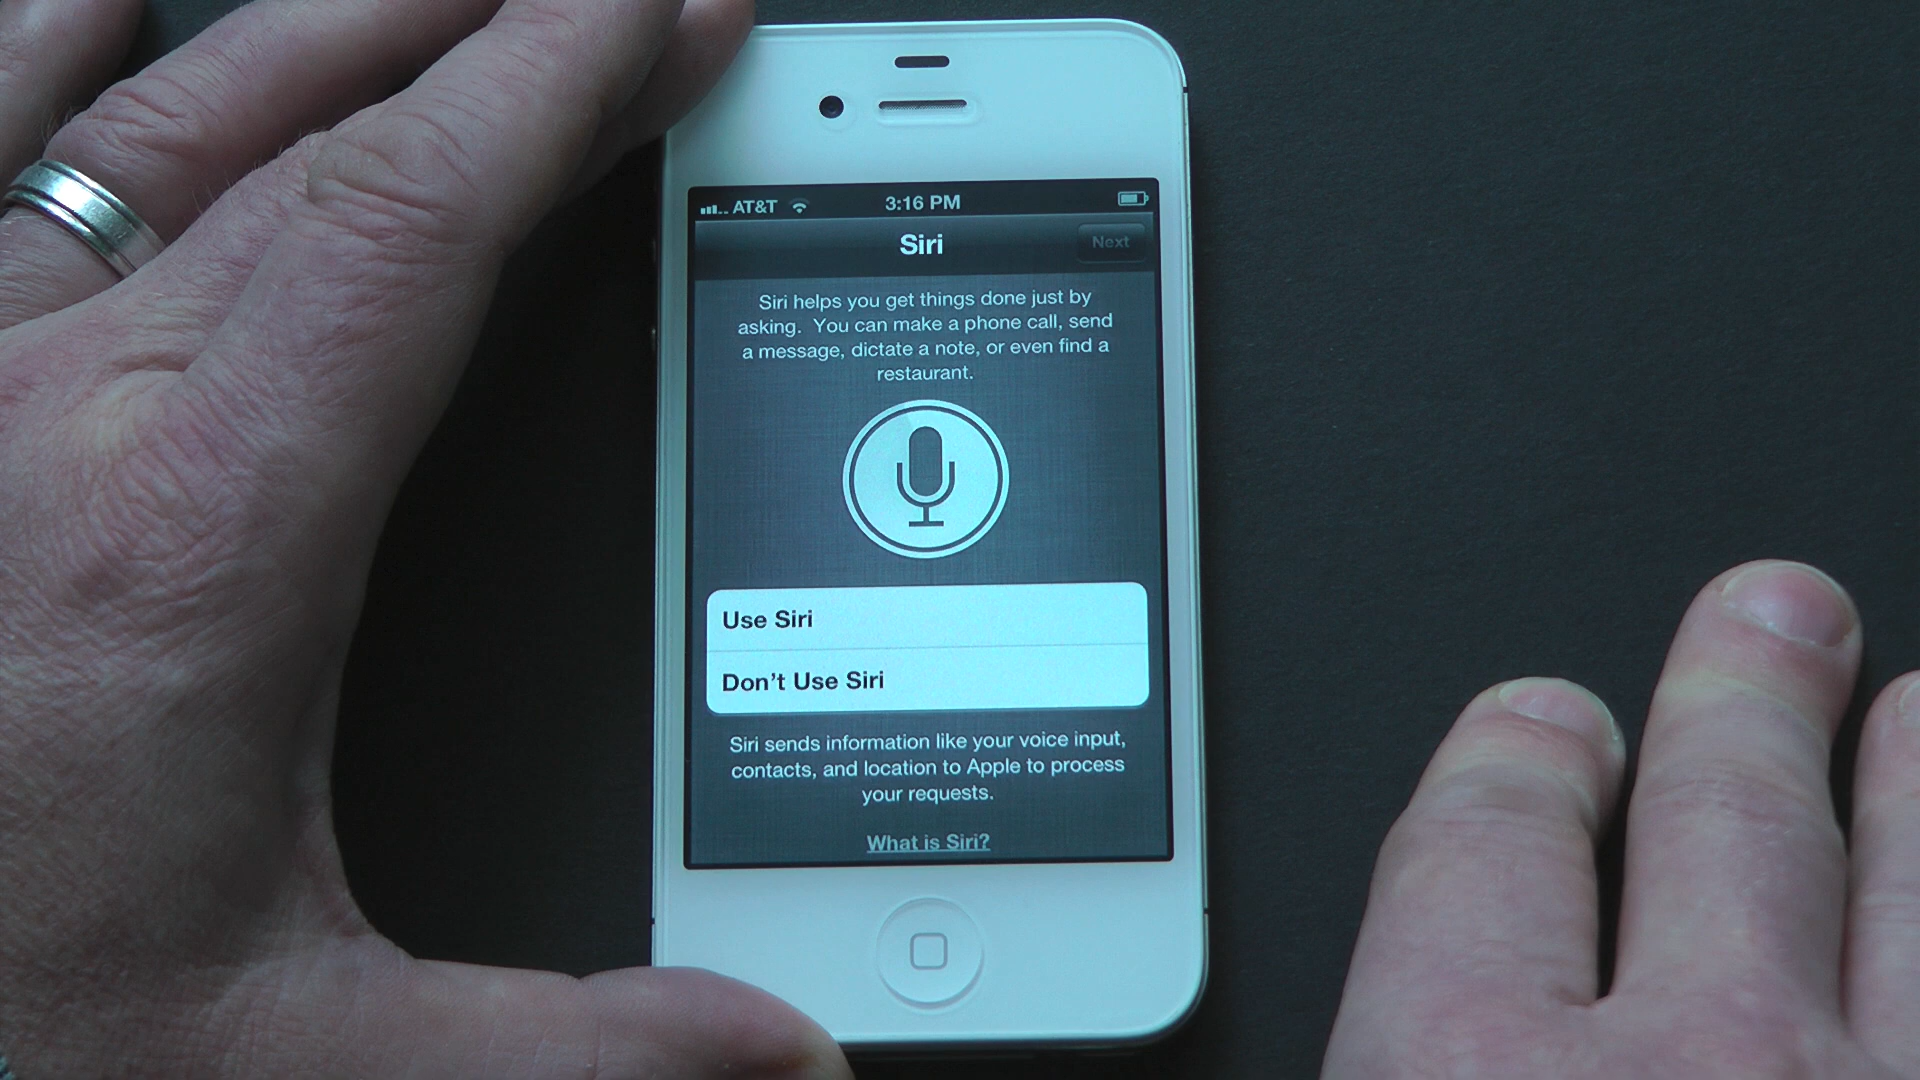 AT&T 3:16 PM
Siri Next
Siri helps you get things done just by
asking. You can make a phone call, send
a message, dictate a note, or even find a
restaurant.
Use Siri
Don't Use Siri
Siri sends information like your voice input,
contacts, and location to Apple to process
your requests.
What is Siri?